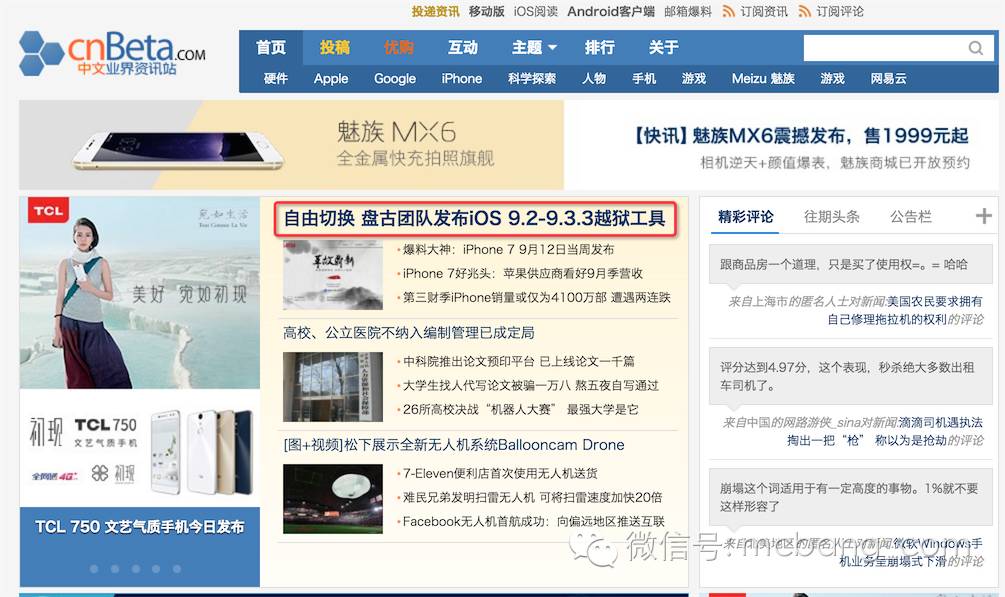 投递资讯 移动版 iOS阅读 Android客户端 邮箱爆料 订阅资讯 订阅评论
cnBeta.COM
中文业界资讯站
首页 投稿 优购 互动 主题 排行 关于
硬件 Apple Google iPhone 科学探索 人物 手机 游戏 Meizu 魅族 游戏 网易云
魅族 MX6
全金属快充拍照旗舰
【快讯】魅族MX6震撼发布，售1999元起
相机逆天+颜值爆表，魅族商城已开放预约
TCL
宛如生活
美好 宛如初现
初现 TCL 750
文艺气质手机
全网通 4G+ 初现
TCL 750 文艺气质手机今日发布
自由切换 盘古团队发布iOS 9.2-9.3.3越狱工具
爆料大神：iPhone 7 9月12日当周发布
iPhone 7好兆头：苹果供应商看好9月季营收
第三财季iPhone销量或仅为4100万部 遭遇两连跌
高校、公立医院不纳入编制管理已成定局
中科院推出论文预印平台 已上线论文一千篇
大学生找人代写论文被骗一万八 熬五夜自写通过
26所高校决战“机器人大赛” 最强大学是它
[图+视频]松下展示全新无人机系统Ballooncam Drone
7-Eleven便利店首次使用无人机送货
难民兄弟发明扫雷无人机 可将扫雷速度加快20倍
Facebook无人机首航成功：向偏远地区推送互联
精彩评论 往期头条 公告栏
跟商品房一个道理，只是买了使用权=。= 哈哈
来自上海市的匿名人士对新闻:美国农民要求拥有
自己修理拖拉机的权利的评论
评分达到4.97分，这个表现，秒杀绝大多数出租
车司机了。
来自中国的网路游侠_sina对新闻:滴滴司机遇执法
掏出一把“枪” 称以为是抢劫的评论
崩塌这个词适用于有一定高度的事物。1%就不要
这样形容了
的匿名人士对新闻:微软Windows手
机业务呈崩塌式下滑的评论
微信号: